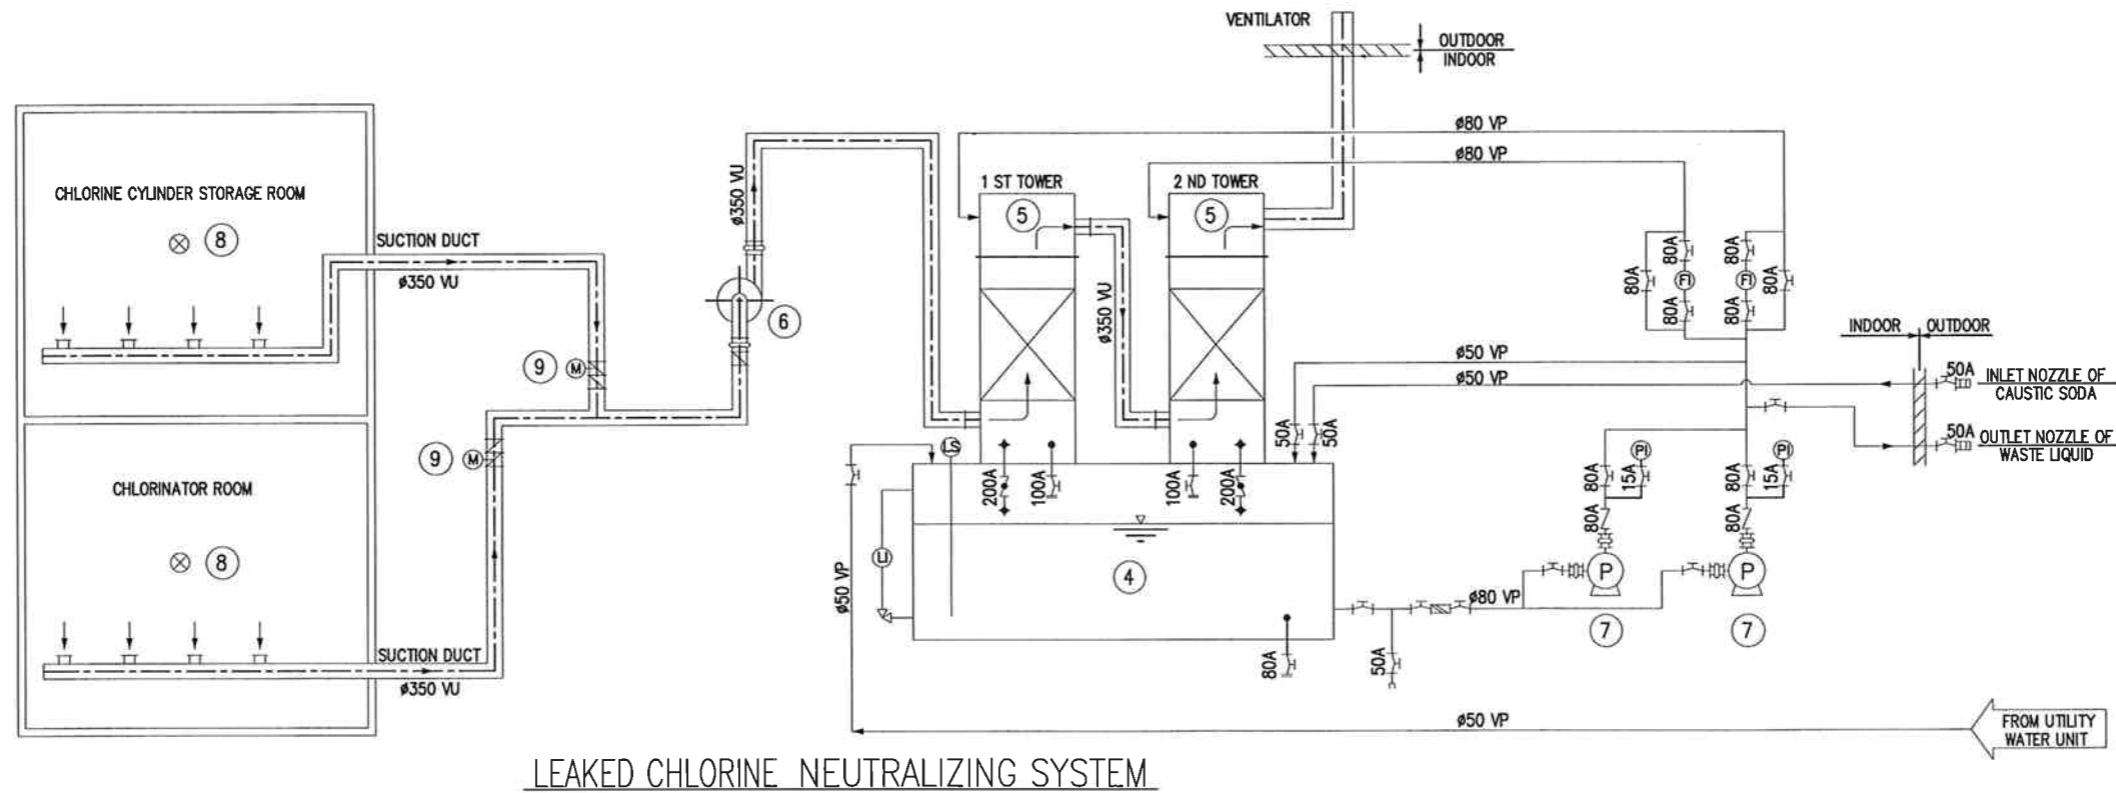 VENTILATOR
OUTDOOR
INDOOR
ø80 VP
ø80 VP
CHLORINE CYLINDER STORAGE ROOM
8
SUCTION DUCT
ø350 VU
ø350 VU
6
1 ST TOWER
5
2 ND TOWER
5
ø350 VU
80A
80A
80A
80A
FI
FI
80A
80A
INDOOR
OUTDOOR
ø50 VP
ø50 VP
50A
INLET NOZZLE OF
CAUSTIC SODA
50A
OUTLET NOZZLE OF
WASTE LIQUID
9
M
9
M
CHLORINATOR ROOM
8
SUCTION DUCT
ø350 VU
LS
200A
100A
100A
200A
50A
50A
LI
4
ø50 VP
80A
50A
ø80 VP
80A
15A
PI
80A
15A
PI
80A
80A
P
P
7
7
ø50 VP
FROM UTILITY
WATER UNIT
LEAKED CHLORINE NEUTRALIZING SYSTEM